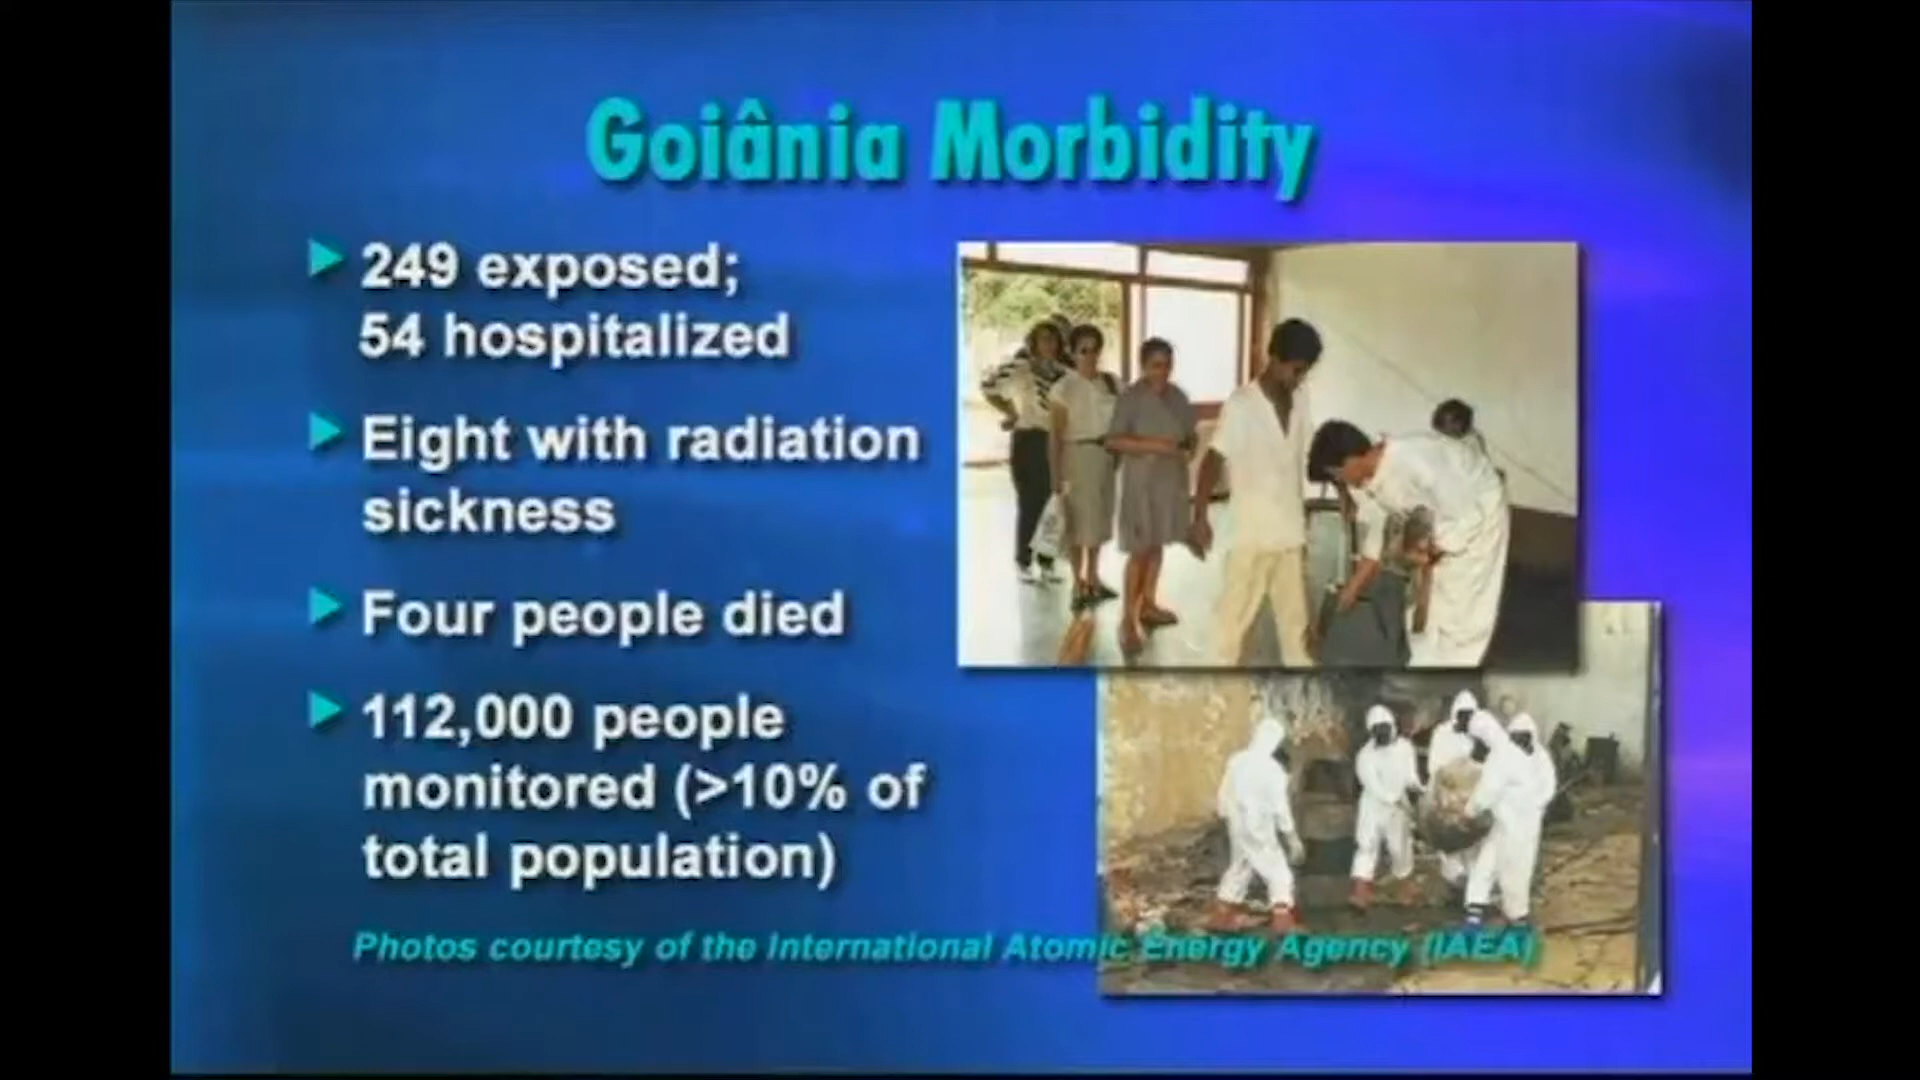 Goiânia Morbidity
249 exposed;
54 hospitalized
Eight with radiation
sickness
Four people died
112,000 people
monitored (>10% of
total population)
Photos courtesy of the International Atomic Energy Agency (IAEA)